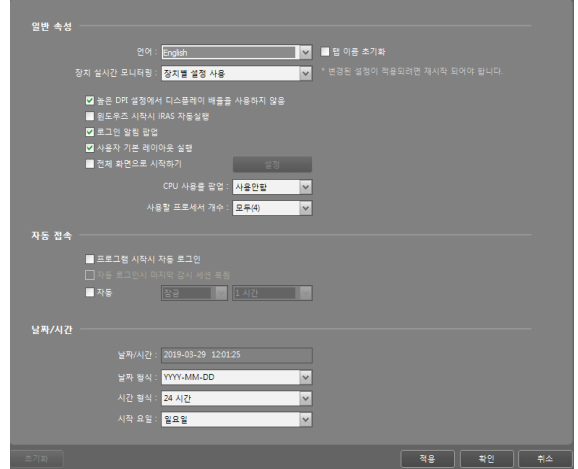 일반 속성
언어 : English 탭 이름 초기화
장치 실시간 모니터링 : 장치별 설정 사용 * 변경된 설정이 적용되려면 재시작 되어야 합니다.
높은 DPI 설정에서 디스플레이 배율을 사용하지 않음
윈도우즈 시작시 iRAS 자동실행
로그인 알림 팝업
사용자 기본 레이아웃 실행
전체 화면으로 시작하기 설정
CPU 사용률 팝업 : 사용안함
사용할 프로세서 개수 : 모두(4)
자동 접속
프로그램 시작시 자동 로그인
자동 로그인시 마지막 감시 세션 복원
자동 잠금 1 시간
날짜/시간
날짜/시간 : 2019-03-29 12:01:25
날짜 형식 : YYYY-MM-DD
시간 형식 : 24 시간
시작 요일 : 일요일
초기화 적용 확인 취소